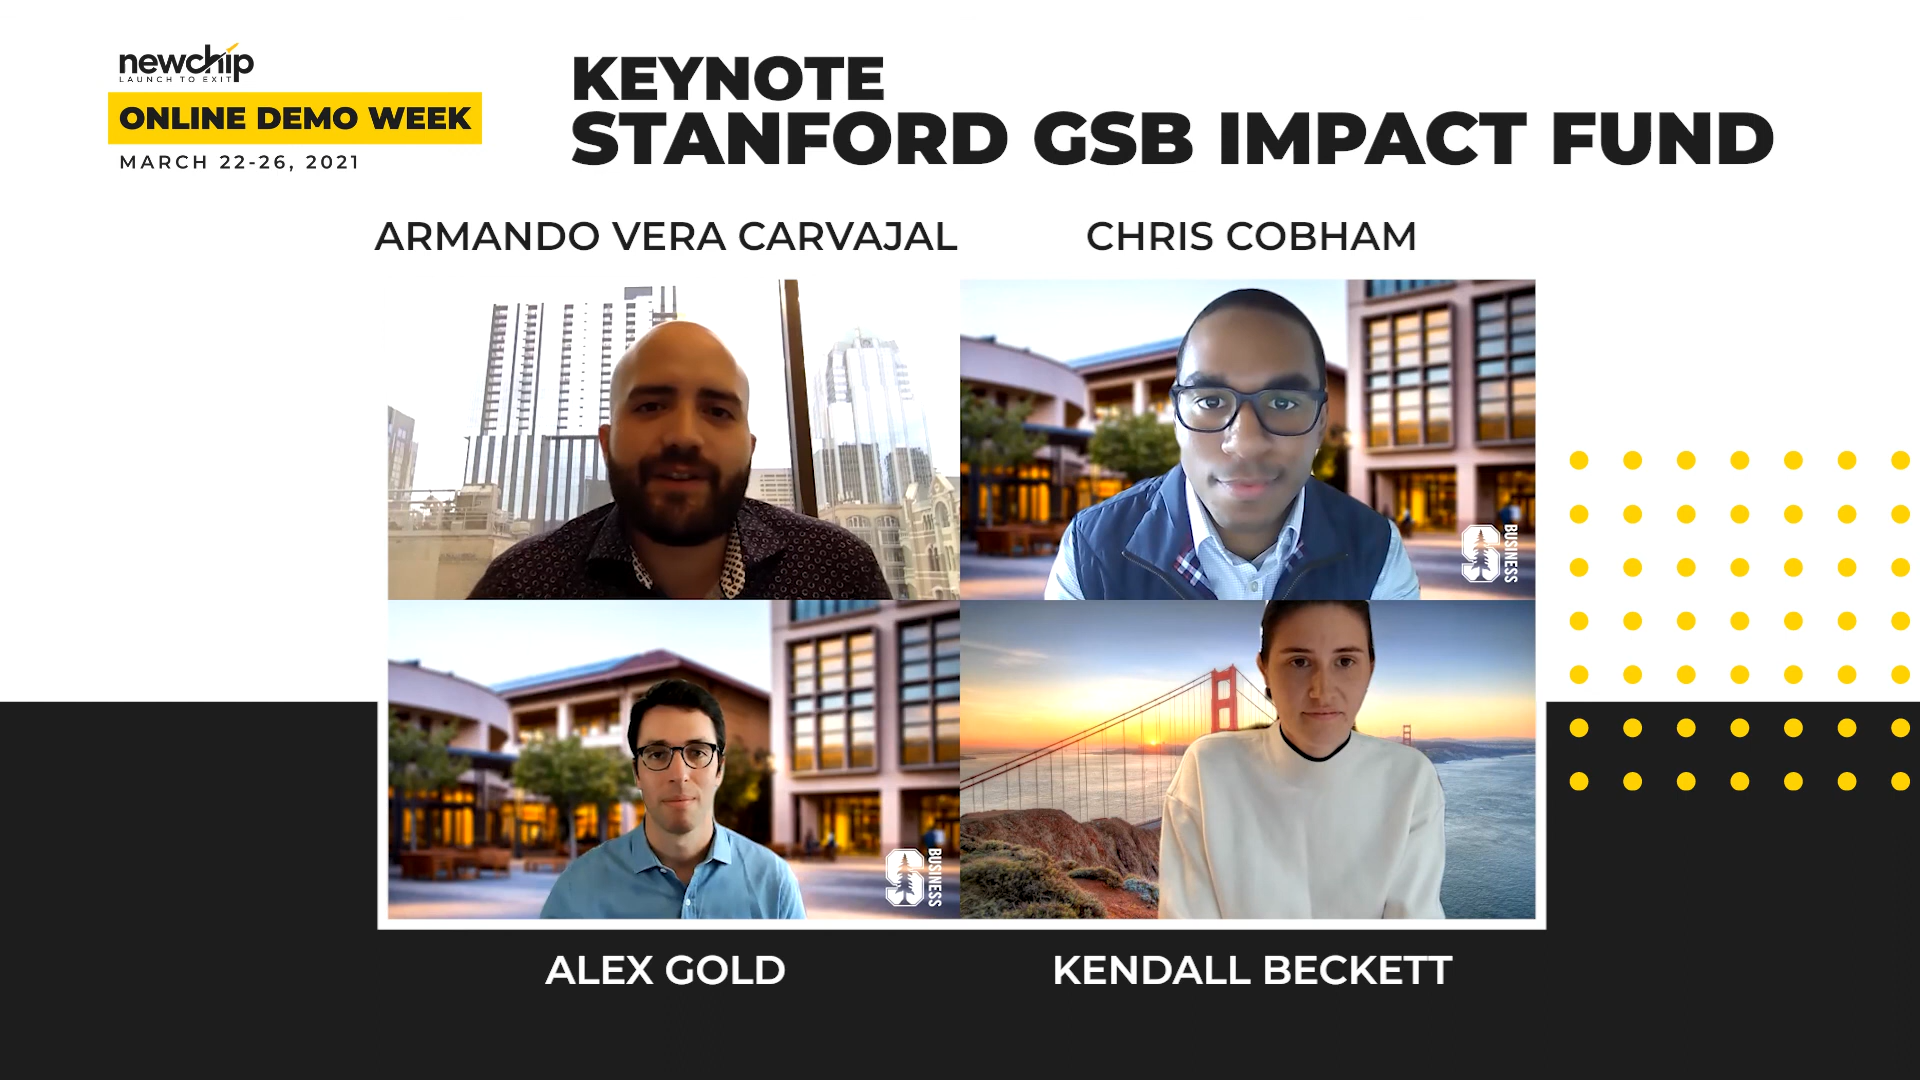 newchip
LAUNCH TO EXIT
ONLINE DEMO WEEK
MARCH 22-26, 2021
KEYNOTE
STANFORD GSB IMPACT FUND
ARMANDO VERA CARVAJAL
CHRIS COBHAM
S BUSINESS
S BUSINESS
ALEX GOLD
KENDALL BECKETT